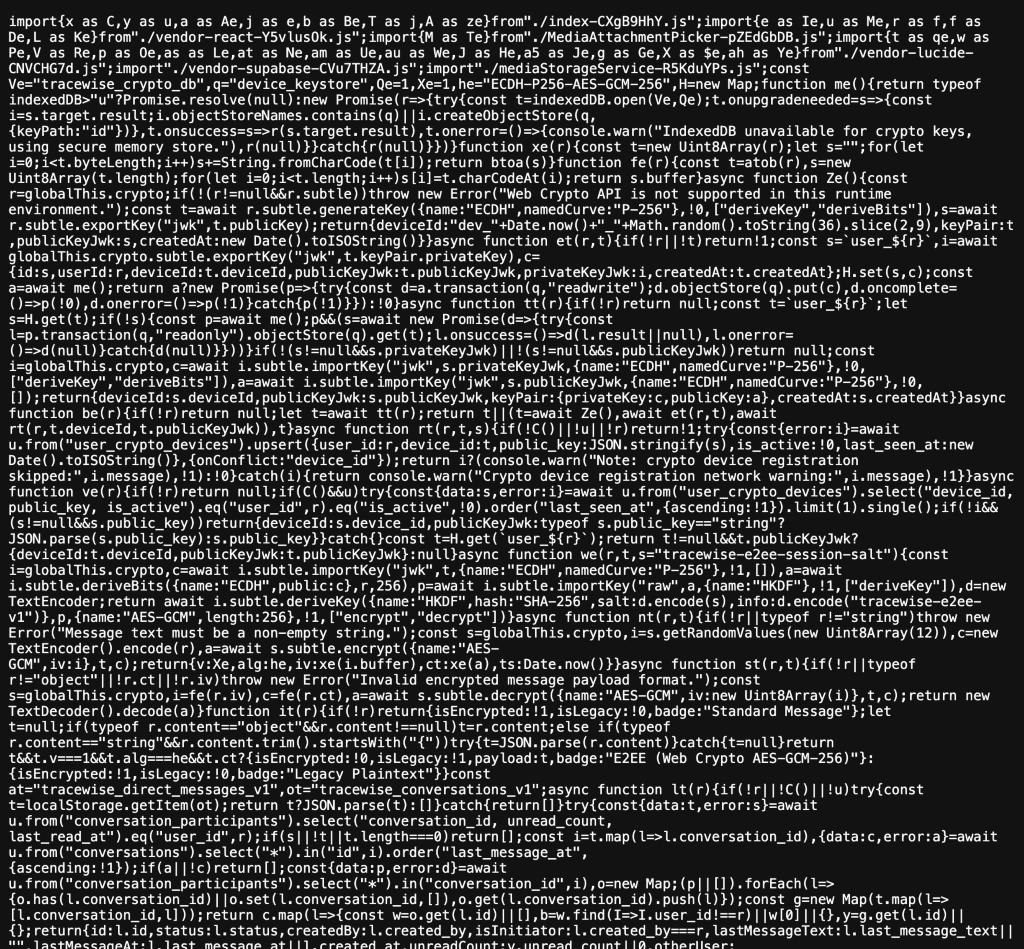 import{x as C,y as u,a as Ae,j as e,b as Be,T as j,A as ze}from"./index-CXgB9HhY.js";import{e as Ie,u as Me,r as f,f as
De,L as Ke}from"./vendor-react-Y5vlusOk.js";import{M as Te}from"./MediaAttachmentPicker-pZEdGbDB.js";import{t as qe,w as
Pe,V as Re,p as Oe,as as Le,at as Ne,am as Ue,au as We,J as He,a5 as Je,g as Ge,X as $e,ah as Ye}from"./vendor-lucide-
CNVCHG7d.js";import"./vendor-supabase-CVu7THZA.js";import"./mediaStorageService-R5KduYPs.js";const
Ve="tracewise_crypto_db",q="device_keystore",Qe=1,Xe=1,he="ECDH-P256-AES-GCM-256",H=new Map;function me(){return typeof
indexedDB>"u"?Promise.resolve(null):new Promise(r=>{try{const t=indexedDB.open(Ve,Qe);t.onupgradeneeded=s=>{const
i=s.target.result;i.objectStoreNames.contains(q)||i.createObjectStore(q,
{keyPath:"id"})},t.onsuccess=s=>r(s.target.result),t.onerror=()=>{console.warn("IndexedDB unavailable for crypto keys,
using secure memory store."),r(null)}}catch{r(null)}})}function xe(r){const t=new Uint8Array(r);let s="";for(let
i=0;i<t.byteLength;i++)s+=String.fromCharCode(t[i]);return btoa(s)}function fe(r){const t=atob(r),s=new
Uint8Array(t.length);for(let i=0;i<t.length;i++)s[i]=t.charCodeAt(i);return s.buffer}async function Ze(){const
r=globalThis.crypto;if(!(r!=null&&r.subtle))throw new Error("Web Crypto API is not supported in this runtime
environment.");const t=await r.subtle.generateKey({name:"ECDH",namedCurve:"P-256"},!0,["deriveKey","deriveBits"]),s=await
r.subtle.exportKey("jwk",t.publicKey);return{deviceId:"dev_"+Date.now()+"_"+Math.random().toString(36).slice(2,9),keyPair:t
,publicKeyJwk:s,createdAt:new Date().toISOString()}}async function et(r,t){if(!r||!t)return!1;const s=`user_${r}`,i=await
globalThis.crypto.subtle.exportKey("jwk",t.keyPair.privateKey),c=
{id:s,userId:r,deviceId:t.deviceId,publicKeyJwk:t.publicKeyJwk,privateKeyJwk:i,createdAt:t.createdAt};H.set(s,c);const
a=await me();return a?new Promise(p=>{try{const d=a.transaction(q,"readwrite");d.objectStore(q).put(c),d.oncomplete=
()=>p(!0),d.onerror=()=>p(!1)}catch{p(!1)}}):!0}async function tt(r){if(!r)return null;const t=`user_${r}`;let
s=H.get(t);if(!s){const p=await me();p&&(s=await new Promise(d=>{try{const
l=p.transaction(q,"readonly").objectStore(q).get(t);l.onsuccess=()=>d(l.result||null),l.onerror=
()=>d(null)}catch{d(null)}}))}if(!(s!=null&&s.privateKeyJwk)||!(s!=null&&s.publicKeyJwk))return null;const
i=globalThis.crypto,c=await i.subtle.importKey("jwk",s.privateKeyJwk,{name:"ECDH",namedCurve:"P-256"},!0,
["deriveKey","deriveBits"]),a=await i.subtle.importKey("jwk",s.publicKeyJwk,{name:"ECDH",namedCurve:"P-256"},!0,
[]);return{deviceId:s.deviceId,publicKeyJwk:s.publicKeyJwk,keyPair:{privateKey:c,publicKey:a},createdAt:s.createdAt}}async
function be(r){if(!r)return null;let t=await tt(r);return t||(t=await Ze(),await et(r,t),await
rt(r,t.deviceId,t.publicKeyJwk)),t}async function rt(r,t,s){if(!C()||!u||!r)return!1;try{const{error:i}=await
u.from("user_crypto_devices").upsert({user_id:r,device_id:t,public_key:JSON.stringify(s),is_active:!0,last_seen_at:new
Date().toISOString()},{onConflict:"device_id"});return i?(console.warn("Note: crypto device registration
skipped:",i.message),!1):!0}catch(i){return console.warn("Crypto device registration network warning:",i.message),!1}}async
function ve(r){if(!r)return null;if(C()&&u)try{const{data:s,error:i}=await u.from("user_crypto_devices").select("device_id,
public_key, is_active").eq("user_id",r).eq("is_active",!0).order("last_seen_at",{ascending:!1}).limit(1).single();if(!i&&
(s!=null&&s.public_key))return{deviceId:s.device_id,publicKeyJwk:typeof s.public_key=="string"?
JSON.parse(s.public_key):s.public_key}}catch{}const t=H.get(`user_${r}`);return t!=null&&t.publicKeyJwk?
{deviceId:t.deviceId,publicKeyJwk:t.publicKeyJwk}:null}async function we(r,t,s="tracewise-e2ee-session-salt"){const
i=globalThis.crypto,c=await i.subtle.importKey("jwk",t,{name:"ECDH",namedCurve:"P-256"},!1,[]),a=await
i.subtle.deriveBits({name:"ECDH",public:c},r,256),p=await i.subtle.importKey("raw",a,{name:"HKDF"},!1,["deriveKey"]),d=new
TextEncoder;return await i.subtle.deriveKey({name:"HKDF",hash:"SHA-256",salt:d.encode(s),info:d.encode("tracewise-e2ee-
v1")},p,{name:"AES-GCM",length:256},!1,["encrypt","decrypt"])}async function nt(r,t){if(!r||typeof r!="string")throw new
Error("Message text must be a non-empty string.");const s=globalThis.crypto,i=s.getRandomValues(new Uint8Array(12)),c=new
TextEncoder().encode(r),a=await s.subtle.encrypt({name:"AES-
GCM",iv:i},t,c);return{v:Xe,alg:he,iv:xe(i.buffer),ct:xe(a),ts:Date.now()}}async function st(r,t){if(!r||typeof
r!="object"||!r.ct||!r.iv)throw new Error("Invalid encrypted message payload format.");const
s=globalThis.crypto,i=fe(r.iv),c=fe(r.ct),a=await s.subtle.decrypt({name:"AES-GCM",iv:new Uint8Array(i)},t,c);return new
TextDecoder().decode(a)}function it(r){if(!r)return{isEncrypted:!1,isLegacy:!0,badge:"Standard Message"};let
t=null;if(typeof r.content=="object"&&r.content!==null)t=r.content;else if(typeof
r.content=="string"&&r.content.trim().startsWith("{"))try{t=JSON.parse(r.content)}catch{t=null}return
t&&t.v===1&&t.alg===he&&t.ct?{isEncrypted:!0,isLegacy:!1,payload:t,badge:"E2EE (Web Crypto AES-GCM-256)"}:
{isEncrypted:!1,isLegacy:!0,badge:"Legacy Plaintext"}}const
at="tracewise_direct_messages_v1",ot="tracewise_conversations_v1";async function lt(r){if(!r||!C()||!u)try{const
t=localStorage.getItem(ot);return t?JSON.parse(t):[]}catch{return[]}try{const{data:t,error:s}=await
u.from("conversation_participants").select("conversation_id, unread_count,
last_read_at").eq("user_id",r);if(s||!t||t.length===0)return[];const i=t.map(l=>l.conversation_id),{data:c,error:a}=await
u.from("conversations").select("*").in("id",i).order("last_message_at",
{ascending:!1});if(a||!c)return[];const{data:p,error:d}=await
u.from("conversation_participants").select("*").in("conversation_id",i),o=new Map;(p||[]).forEach(l=>
{o.has(l.conversation_id)||o.set(l.conversation_id,[]),o.get(l.conversation_id).push(l)});const g=new Map(t.map(l=>
[l.conversation_id,l]));return c.map(l=>{const w=o.get(l.id)||[],b=w.find(I=>I.user_id!==r)||w[0]||{},y=g.get(l.id)||
{};return{id:l.id,status:l.status,createdBy:l.created_by,isInitiator:l.created_by===r,lastMessageText:l.last_message_text||
"",lastMessageAt:l.last_message_at||l.created_at,unreadCount:y.unread_count||0,otherUser: